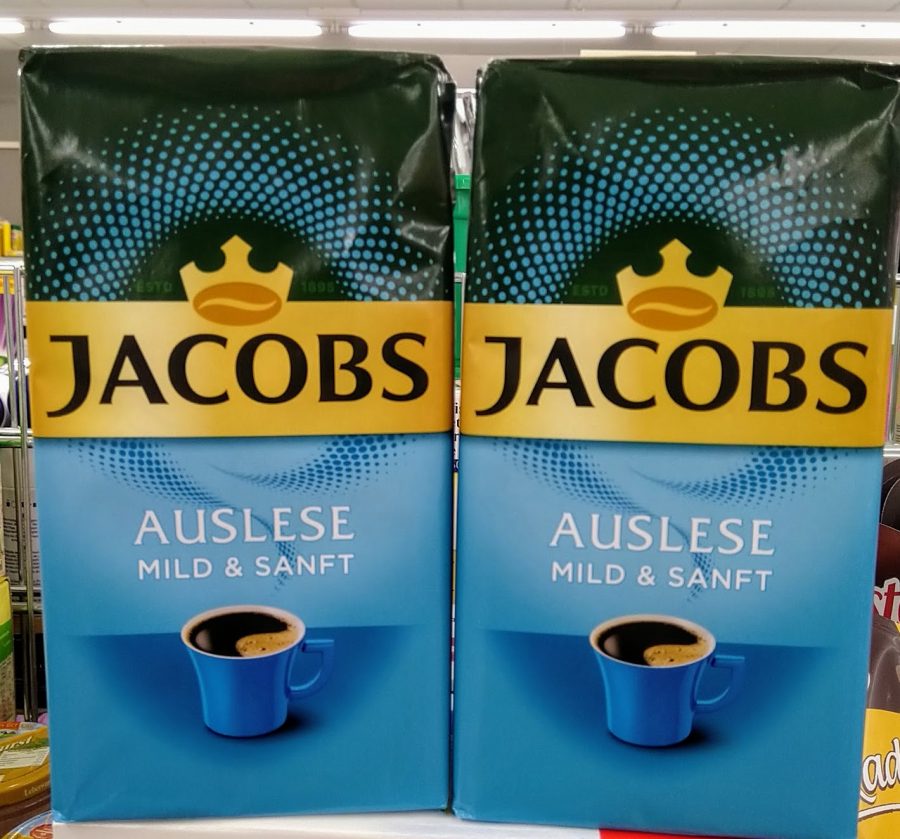 ESTD 1895
JACOBS
AUSLESE
MILD & SANFT
ESTD 1895
JACOBS
AUSLESE
MILD & SANFT